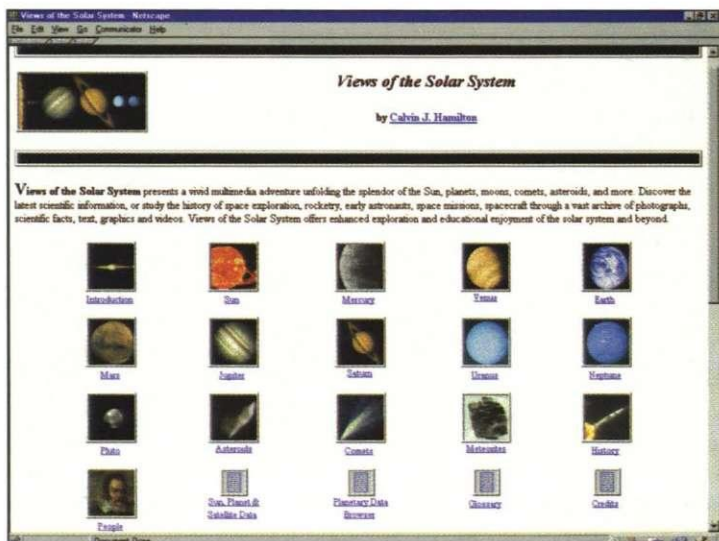 Views of the Solar System - Netscape
File Edit View Go Communicator Help
Views of the Solar System
by Calvin J. Hamilton
Views of the Solar System presents a vivid multimedia adventure unfolding the splendor of the Sun, planets, moons, comets, asteroids, and more. Discover the
latest scientific information, or study the history of space exploration, rocketry, early astronauts, space missions, spacecraft through a vast archive of photographs,
scientific facts, text, graphics and videos. Views of the Solar System offers enhanced exploration and educational enjoyment of the solar system and beyond.
Introduction Sun Mercury Venus Earth
Mars Jupiter Saturn Uranus Neptune
Pluto Asteroids Comets Meteorites History
People Sun, Planet & Planetary Data Glossary Credits
Satellite Data Browser
Document: Done